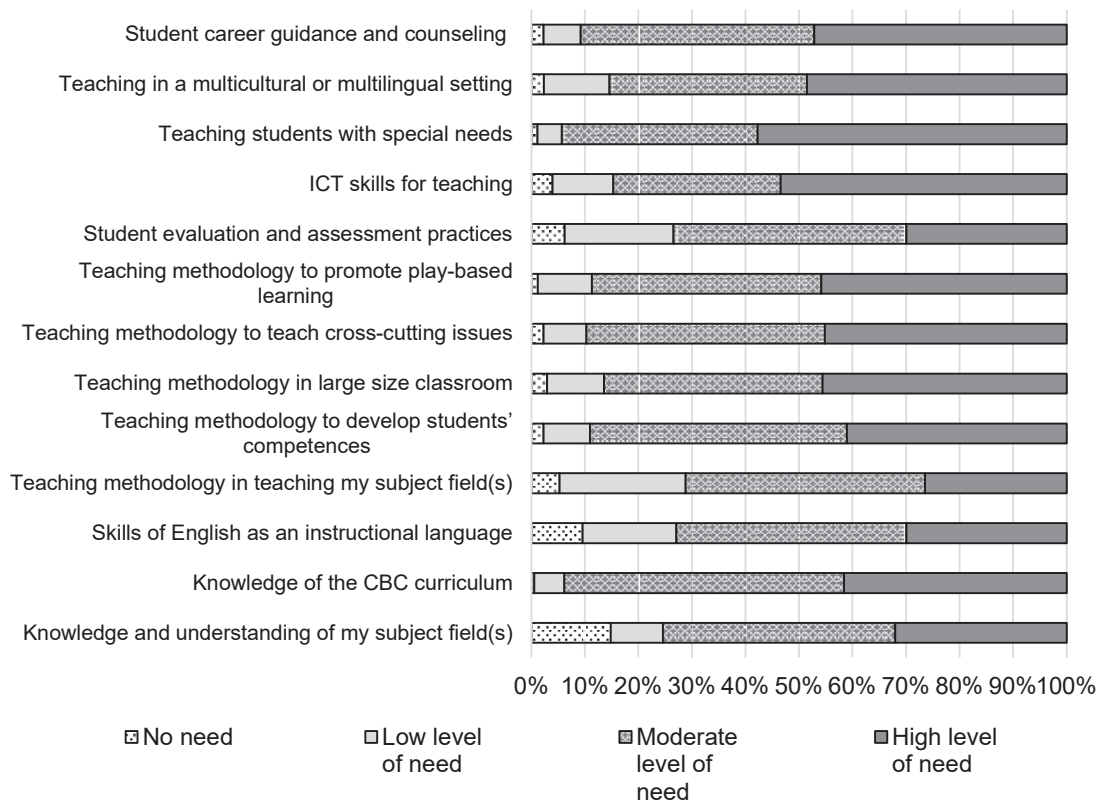 Student career guidance and counseling
Teaching in a multicultural or multilingual setting
Teaching students with special needs
ICT skills for teaching
Student evaluation and assessment practices
Teaching methodology to promote play-based
learning
Teaching methodology to teach cross-cutting issues
Teaching methodology in large size classroom
Teaching methodology to develop students’
competences
Teaching methodology in teaching my subject field(s)
Skills of English as an instructional language
Knowledge of the CBC curriculum
Knowledge and understanding of my subject field(s)
0% 10% 20% 30% 40% 50% 60% 70% 80% 90%100%
No need
Low level
of need
Moderate
level of
need
High level
of need